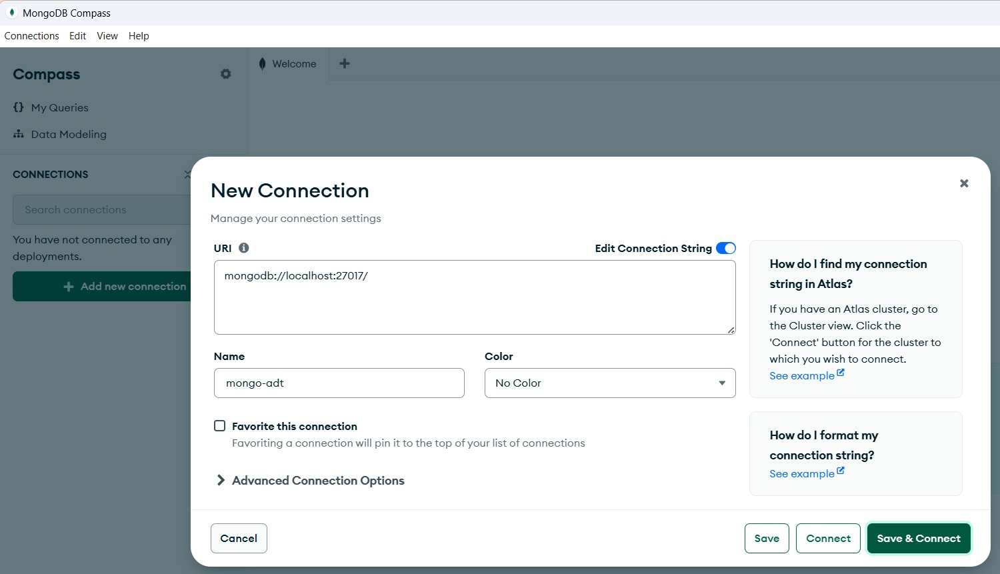 MongoDB Compass
Connections Edit View Help
Compass
My Queries
Data Modeling
CONNECTIONS
Search connections
You have not connected to any
deployments.
Add new connection
Welcome
New Connection
Manage your connection settings
URI
Edit Connection String
mongodb://localhost:27017/
Name
Color
mongo-adt
No Color
Favorite this connection
Favoriting a connection will pin it to the top of your list of connections
Advanced Connection Options
How do I find my connection
string in Atlas?
If you have an Atlas cluster, go to
the Cluster view. Click the
'Connect' button for the cluster to
which you wish to connect.
See example
How do I format my
connection string?
See example
Cancel
Save
Connect
Save & Connect